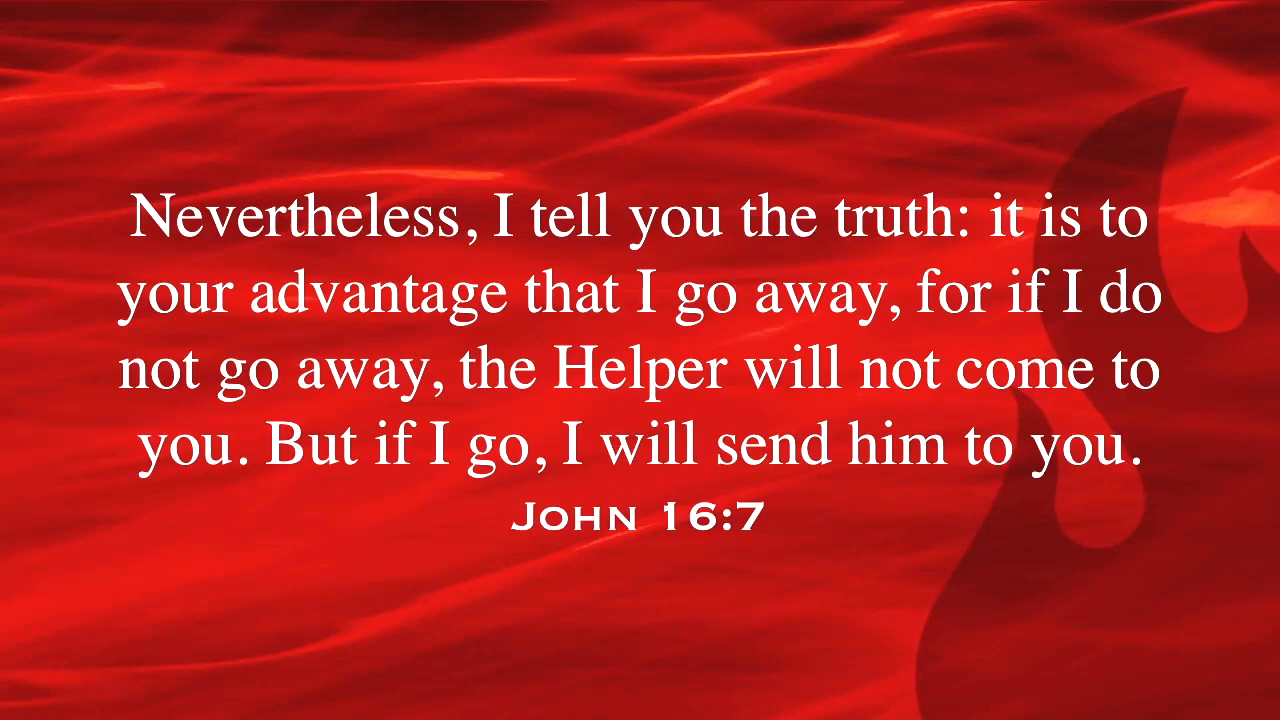 Nevertheless, I tell you the truth: it is to
your advantage that I go away, for if I do
not go away, the Helper will not come to
you. But if I go, I will send him to you.
John 16:7